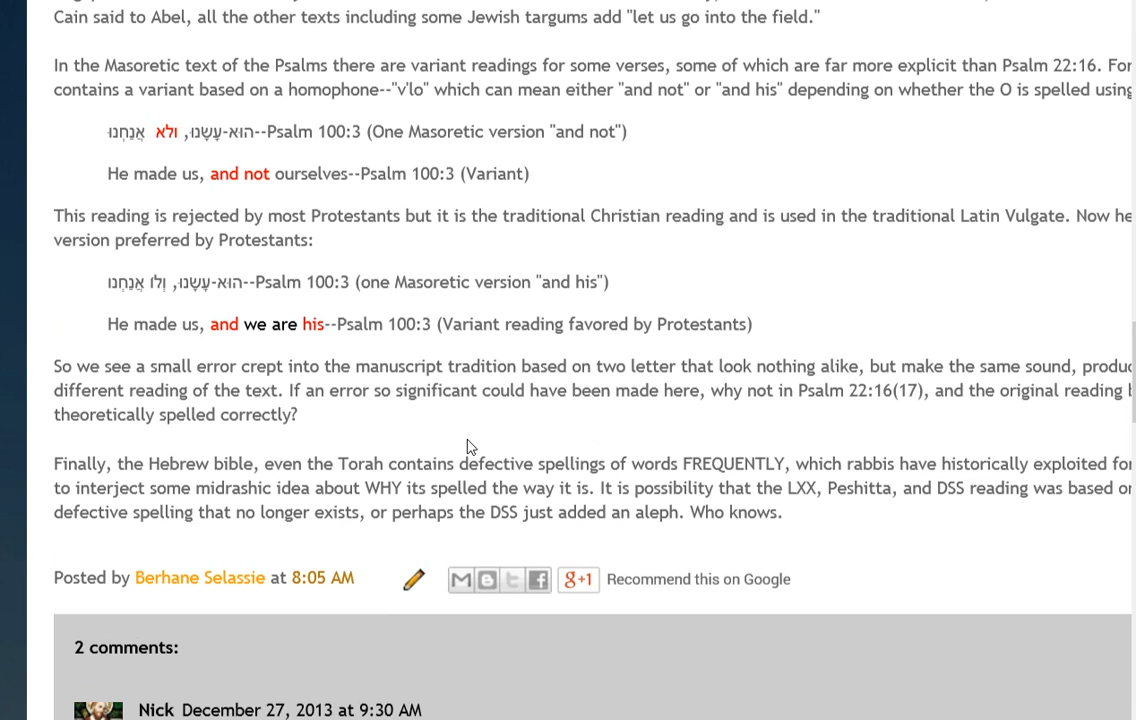 Cain said to Abel, all the other texts including some Jewish targums add "let us go into the field."
In the Masoretic text of the Psalms there are variant readings for some verses, some of which are far more explicit than Psalm 22:16. For
contains a variant based on a homophone--"v'lo" which can mean either "and not" or "and his" depending on whether the O is spelled using
הוּא-עָשָׂנוּ, ולא אֲנַחְנוּ--Psalm 100:3 (One Masoretic version "and not")
He made us, and not ourselves--Psalm 100:3 (Variant)
This reading is rejected by most Protestants but it is the traditional Christian reading and is used in the traditional Latin Vulgate. Now he
version preferred by Protestants:
הוּא-עָשָׂנוּ, וְלוֹ אֲנַחְנוּ--Psalm 100:3 (one Masoretic version "and his")
He made us, and we are his--Psalm 100:3 (Variant reading favored by Protestants)
So we see a small error crept into the manuscript tradition based on two letter that look nothing alike, but make the same sound, produc
different reading of the text. If an error so significant could have been made here, why not in Psalm 22:16(17), and the original reading
theoretically spelled correctly?
Finally, the Hebrew bible, even the Torah contains defective spellings of words FREQUENTLY, which rabbis have historically exploited for
to interject some midrashic idea about WHY its spelled the way it is. It is possibility that the LXX, Peshitta, and DSS reading was based or
defective spelling that no longer exists, or perhaps the DSS just added an aleph. Who knows.
Posted by Berhane Selassie at 8:05 AM
g+1 Recommend this on Google
2 comments:
Nick December 27, 2013 at 9:30 AM